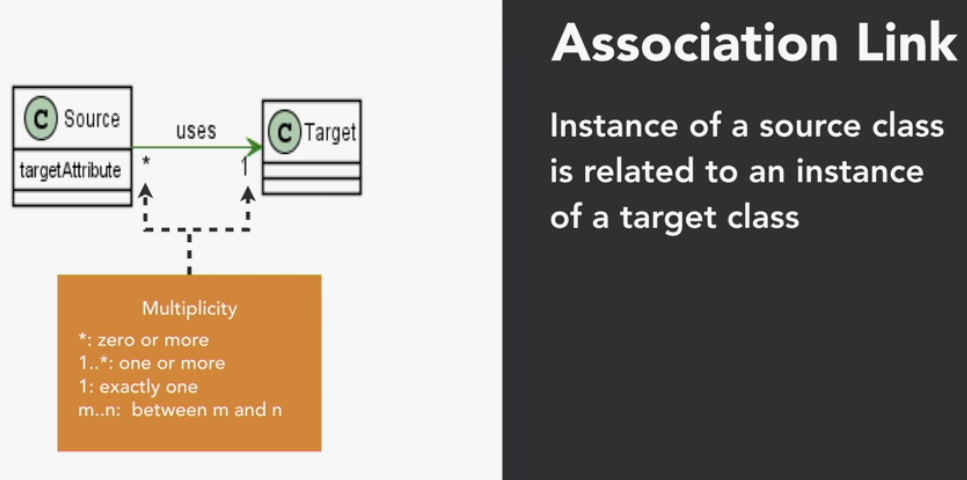 Association Link
Instance of a source class
is related to an instance
of a target class
C Source
targetAttribute
uses
*
1
C Target
Multiplicity
*: zero or more
1..*: one or more
1: exactly one
m..n: between m and n